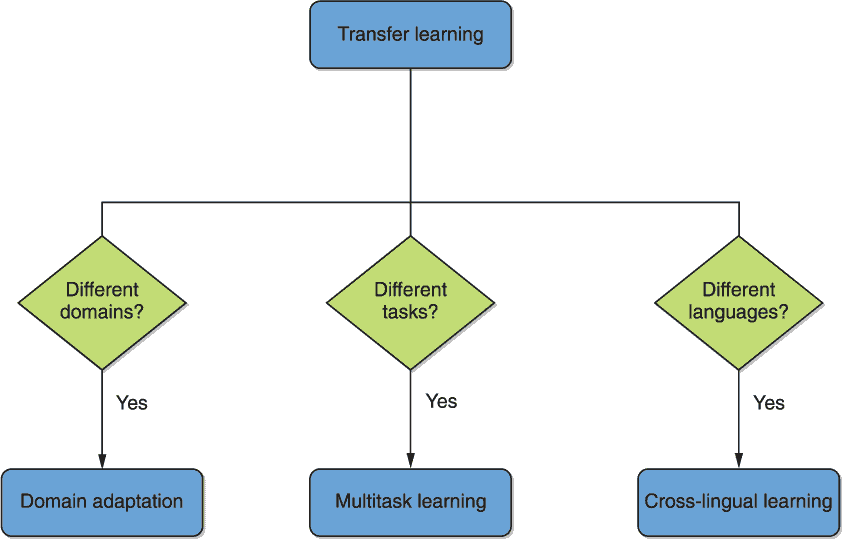 Transfer learning
Different
domains?
Different
tasks?
Different
languages?
Yes
Yes
Yes
Domain adaptation
Multitask learning
Cross-lingual learning